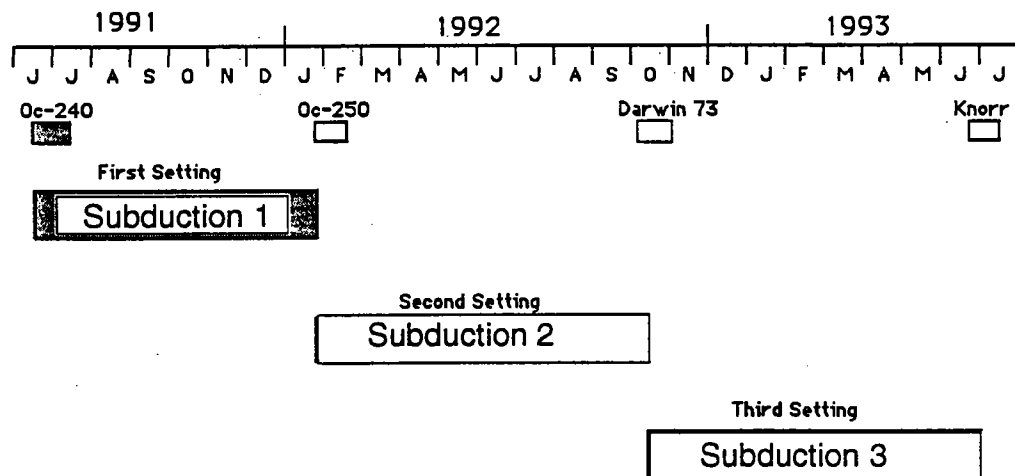 1991 1992 1993
J J A S O N D J F M A M J J A S O N D J F M A M J J
Oc-240 Oc-250 Darwin 73 Knorr
First Setting
Subduction 1
Second Setting
Subduction 2
Third Setting
Subduction 3